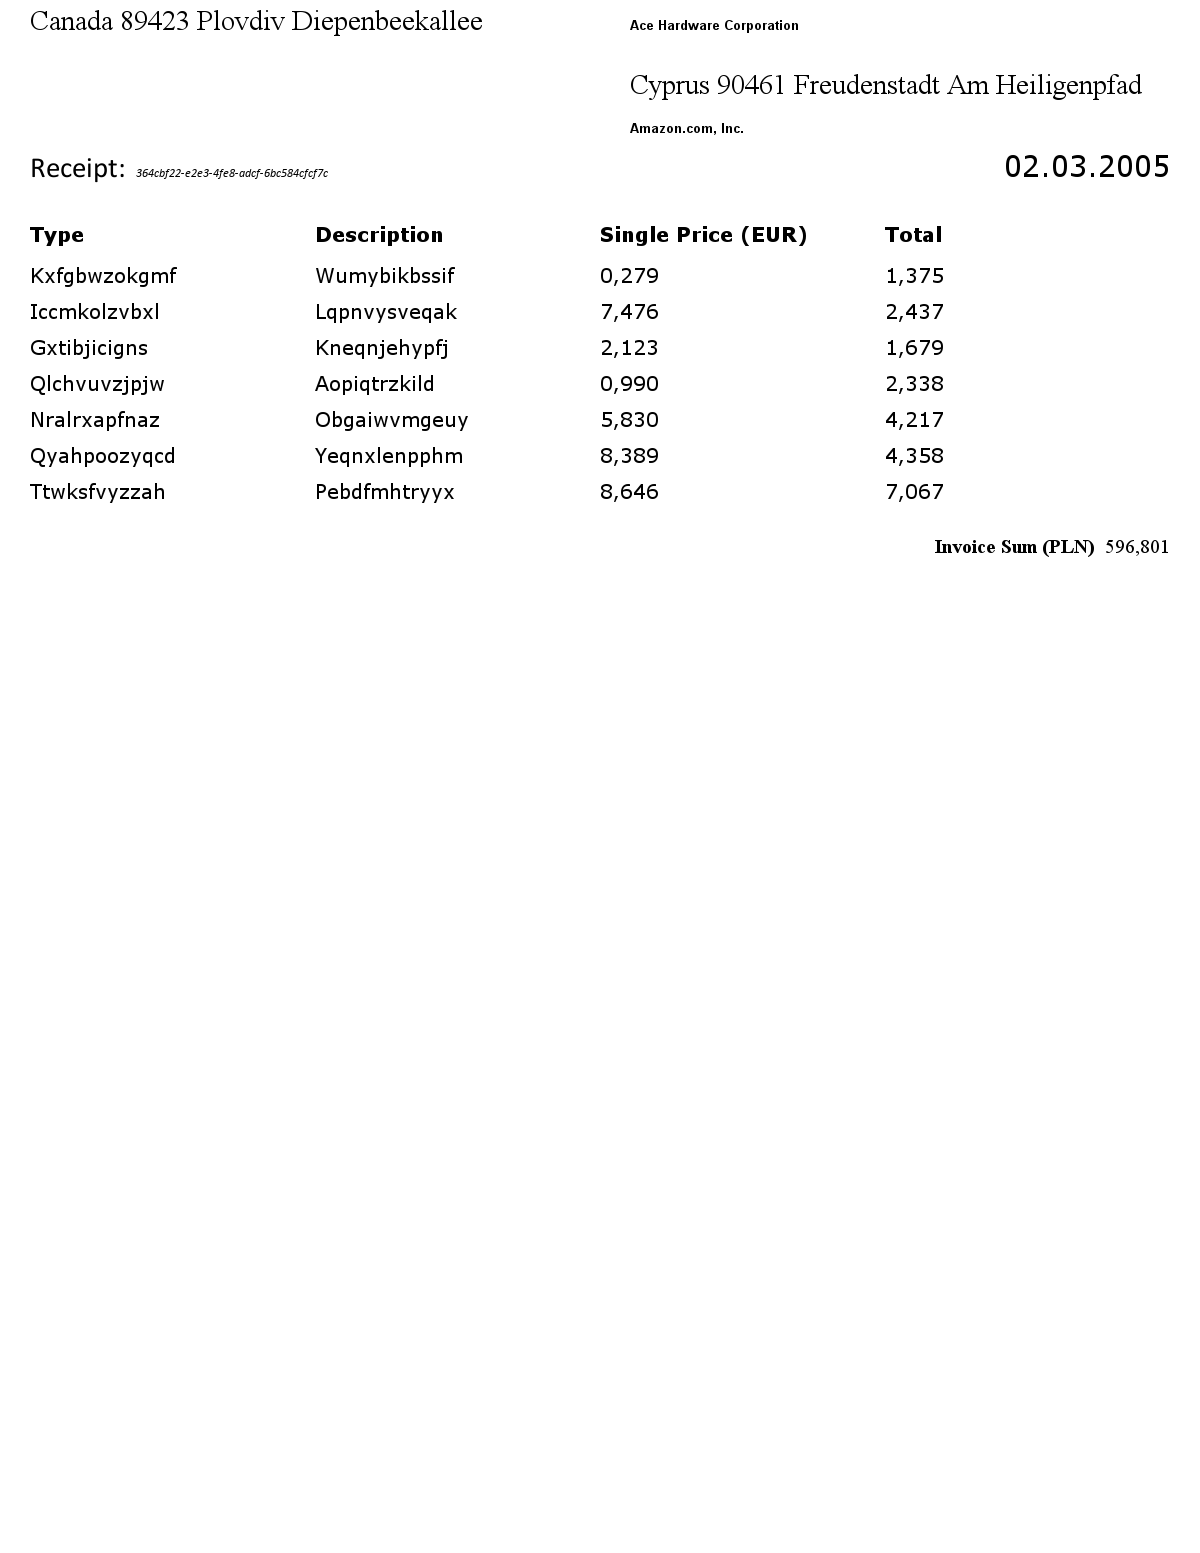 Canada 89423 Plovdiv Diepenbeekallee
Ace Hardware Corporation
Cyprus 90461 Freudenstadt Am Heiligenpfad
Amazon.com, Inc.
Receipt: 364cbf22-e2e3-4fe8-adcf-6bc584cfcf7c 02.03.2005
Type Description Single Price (EUR) Total
Kxfgbwzokgmf Wumybikbssif 0,279 1,375
Iccmkolzvbxl Lqpnvysveqak 7,476 2,437
Gxtibjicigns Kneqnjehypfj 2,123 1,679
Qlchvuvzjpjw Aopiqtrzkild 0,990 2,338
Nralrxapfnaz Obgaiwvmgeuy 5,830 4,217
Qyahpoozyqcd Yeqnxlenpphm 8,389 4,358
Ttwksfvyzzah Pebdfmhtryyx 8,646 7,067
Invoice Sum (PLN) 596,801